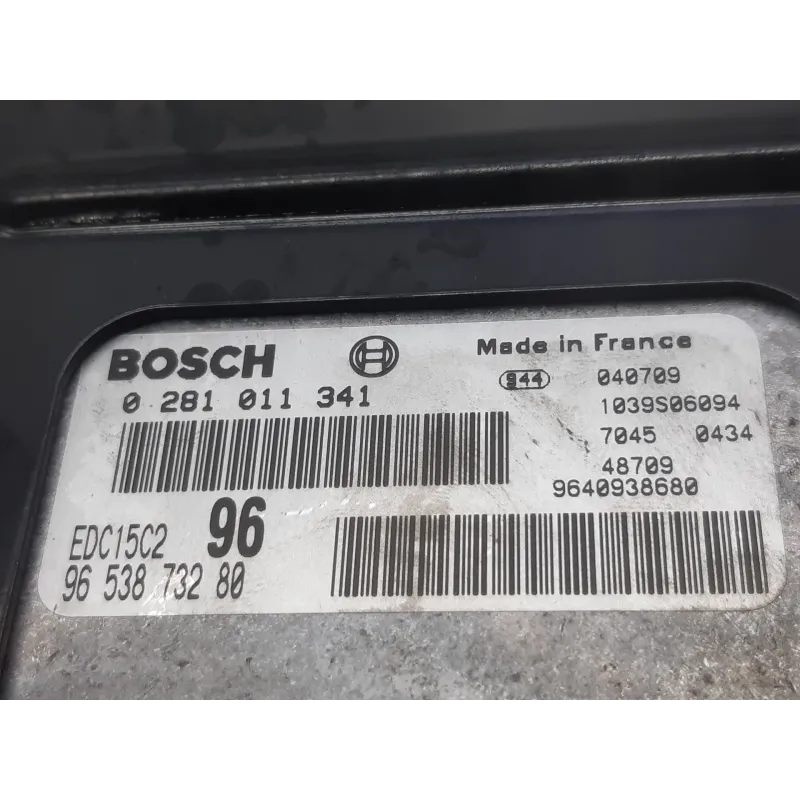 BOSCH
0 281 011 341
Made in France
944 040709
1039S06094
7045 0434
48709
9640938680
EDC15C2 96
96 538 732 80